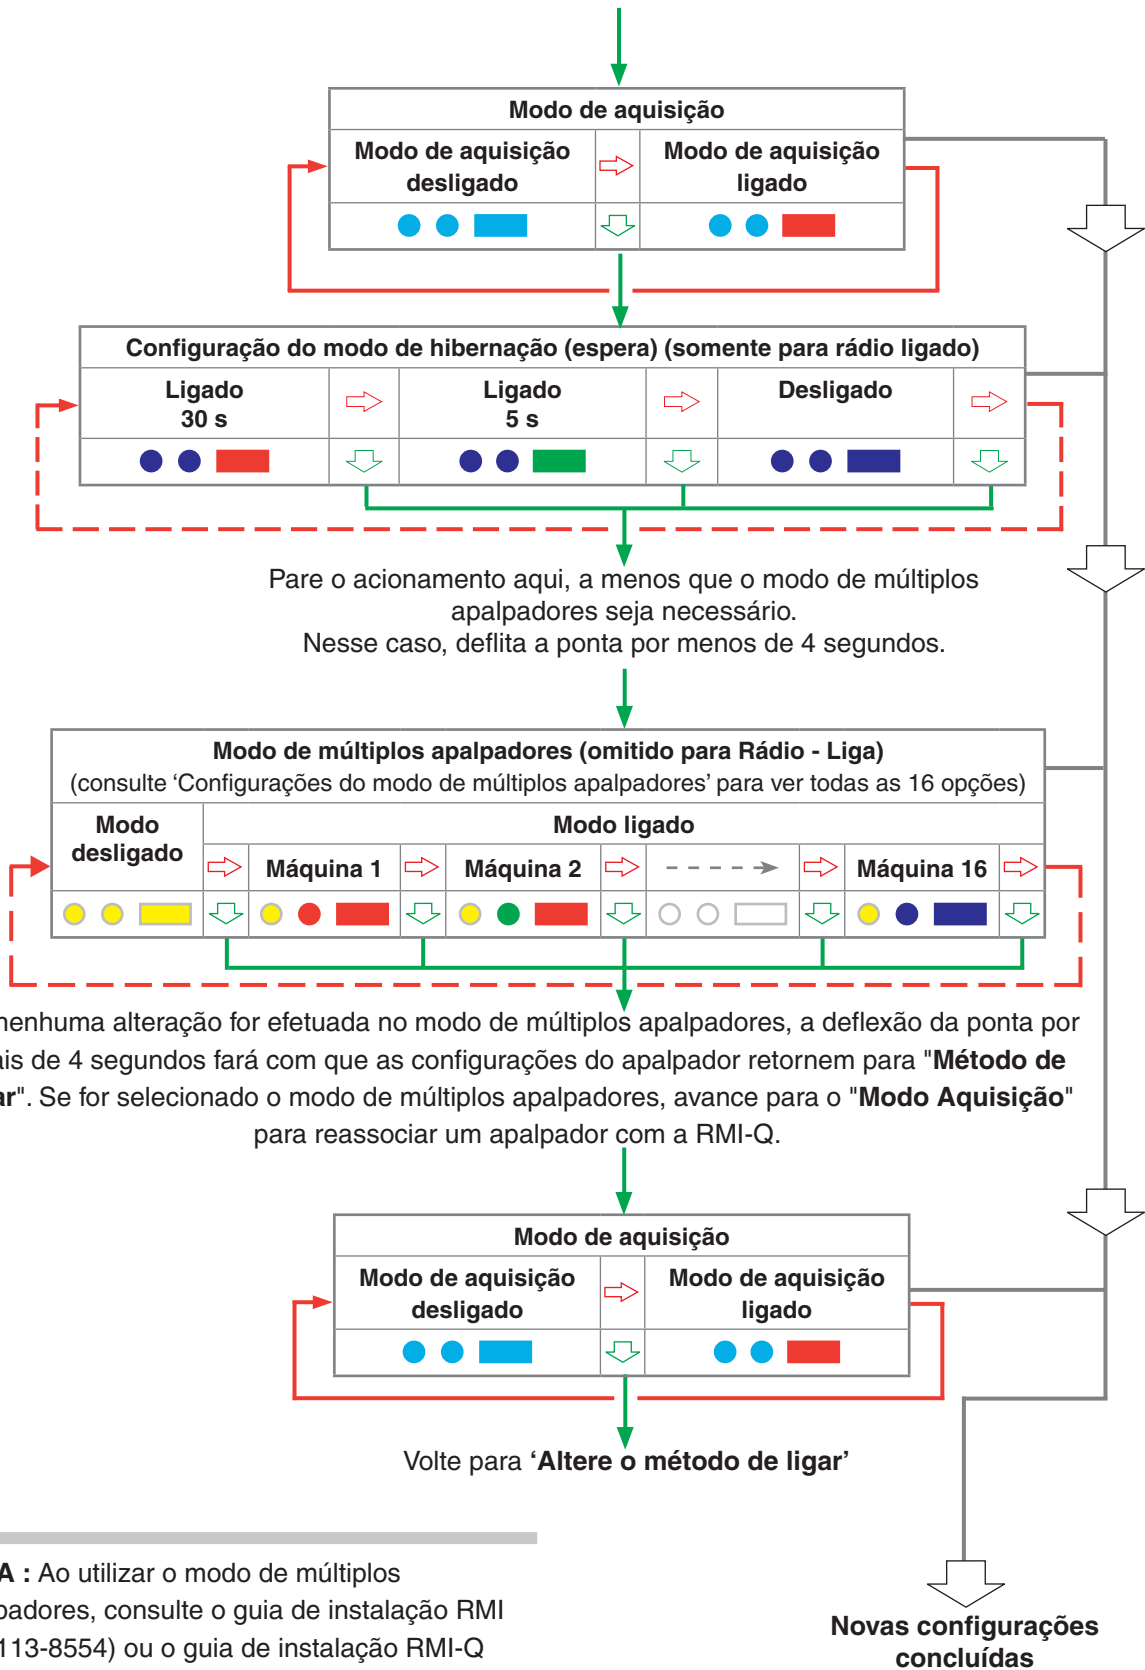 Modo de aquisição
Modo de aquisição
desligado
Modo de aquisição
ligado
Configuração do modo de hibernação (espera) (somente para rádio ligado)
Ligado
30 s
Ligado
5 s
Desligado
Pare o acionamento aqui, a menos que o modo de múltiplos
apalpadores seja necessário.
Nesse caso, deflita a ponta por menos de 4 segundos.
Modo de múltiplos apalpadores (omitido para Rádio - Liga)
(consulte ‘Configurações do modo de múltiplos apalpadores’ para ver todas as 16 opções)
Modo
desligado
Modo ligado
Máquina 1
Máquina 2
Máquina 16
nenhuma alteração for efetuada no modo de múltiplos apalpadores, a deflexão da ponta por
ais de 4 segundos fará com que as configurações do apalpador retornem para "Método de
ar". Se for selecionado o modo de múltiplos apalpadores, avance para o "Modo Aquisição"
para reassociar um apalpador com a RMI-Q.
Modo de aquisição
Modo de aquisição
desligado
Modo de aquisição
ligado
Volte para ‘Altere o método de ligar’
A : Ao utilizar o modo de múltiplos
padores, consulte o guia de instalação RMI
113-8554) ou o guia de instalação RMI-Q
Novas configurações
concluídas